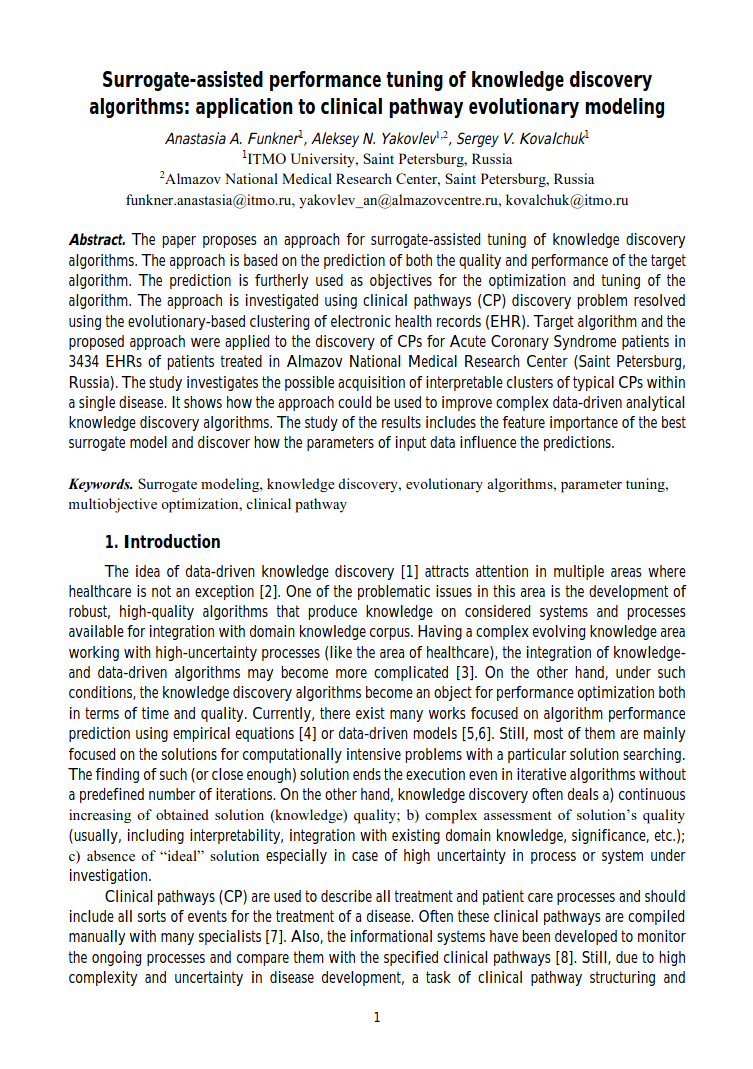 Surrogate-assisted performance tuning of knowledge discovery
algorithms: application to clinical pathway evolutionary modeling
Anastasia A. Funkner1, Aleksey N. Yakovlev1,2, Sergey V. Kovalchuk1
1ITMO University, Saint Petersburg, Russia
2Almazov National Medical Research Center, Saint Petersburg, Russia
funkner.anastasia@itmo.ru, yakovlev_an@almazovcentre.ru, kovalchuk@itmo.ru
Abstract. The paper proposes an approach for surrogate-assisted tuning of knowledge discovery
algorithms. The approach is based on the prediction of both the quality and performance of the target
algorithm. The prediction is furtherly used as objectives for the optimization and tuning of the
algorithm. The approach is investigated using clinical pathways (CP) discovery problem resolved
using the evolutionary-based clustering of electronic health records (EHR). Target algorithm and the
proposed approach were applied to the discovery of CPs for Acute Coronary Syndrome patients in
3434 EHRs of patients treated in Almazov National Medical Research Center (Saint Petersburg,
Russia). The study investigates the possible acquisition of interpretable clusters of typical CPs within
a single disease. It shows how the approach could be used to improve complex data-driven analytical
knowledge discovery algorithms. The study of the results includes the feature importance of the best
surrogate model and discover how the parameters of input data influence the predictions.
Keywords. Surrogate modeling, knowledge discovery, evolutionary algorithms, parameter tuning,
multiobjective optimization, clinical pathway
1. Introduction
The idea of data-driven knowledge discovery [1] attracts attention in multiple areas where
healthcare is not an exception [2]. One of the problematic issues in this area is the development of
robust, high-quality algorithms that produce knowledge on considered systems and processes
available for integration with domain knowledge corpus. Having a complex evolving knowledge area
working with high-uncertainty processes (like the area of healthcare), the integration of knowledge-
and data-driven algorithms may become more complicated [3]. On the other hand, under such
conditions, the knowledge discovery algorithms become an object for performance optimization both
in terms of time and quality. Currently, there exist many works focused on algorithm performance
prediction using empirical equations [4] or data-driven models [5,6]. Still, most of them are mainly
focused on the solutions for computationally intensive problems with a particular solution searching.
The finding of such (or close enough) solution ends the execution even in iterative algorithms without
a predefined number of iterations. On the other hand, knowledge discovery often deals a) continuous
increasing of obtained solution (knowledge) quality; b) complex assessment of solution’s quality
(usually, including interpretability, integration with existing domain knowledge, significance, etc.);
c) absence of “ideal” solution especially in case of high uncertainty in process or system under
investigation.
Clinical pathways (CP) are used to describe all treatment and patient care processes and should
include all sorts of events for the treatment of a disease. Often these clinical pathways are compiled
manually with many specialists [7]. Also, the informational systems have been developed to monitor
the ongoing processes and compare them with the specified clinical pathways [8]. Still, due to high
complexity and uncertainty in disease development, a task of clinical pathway structuring and
1